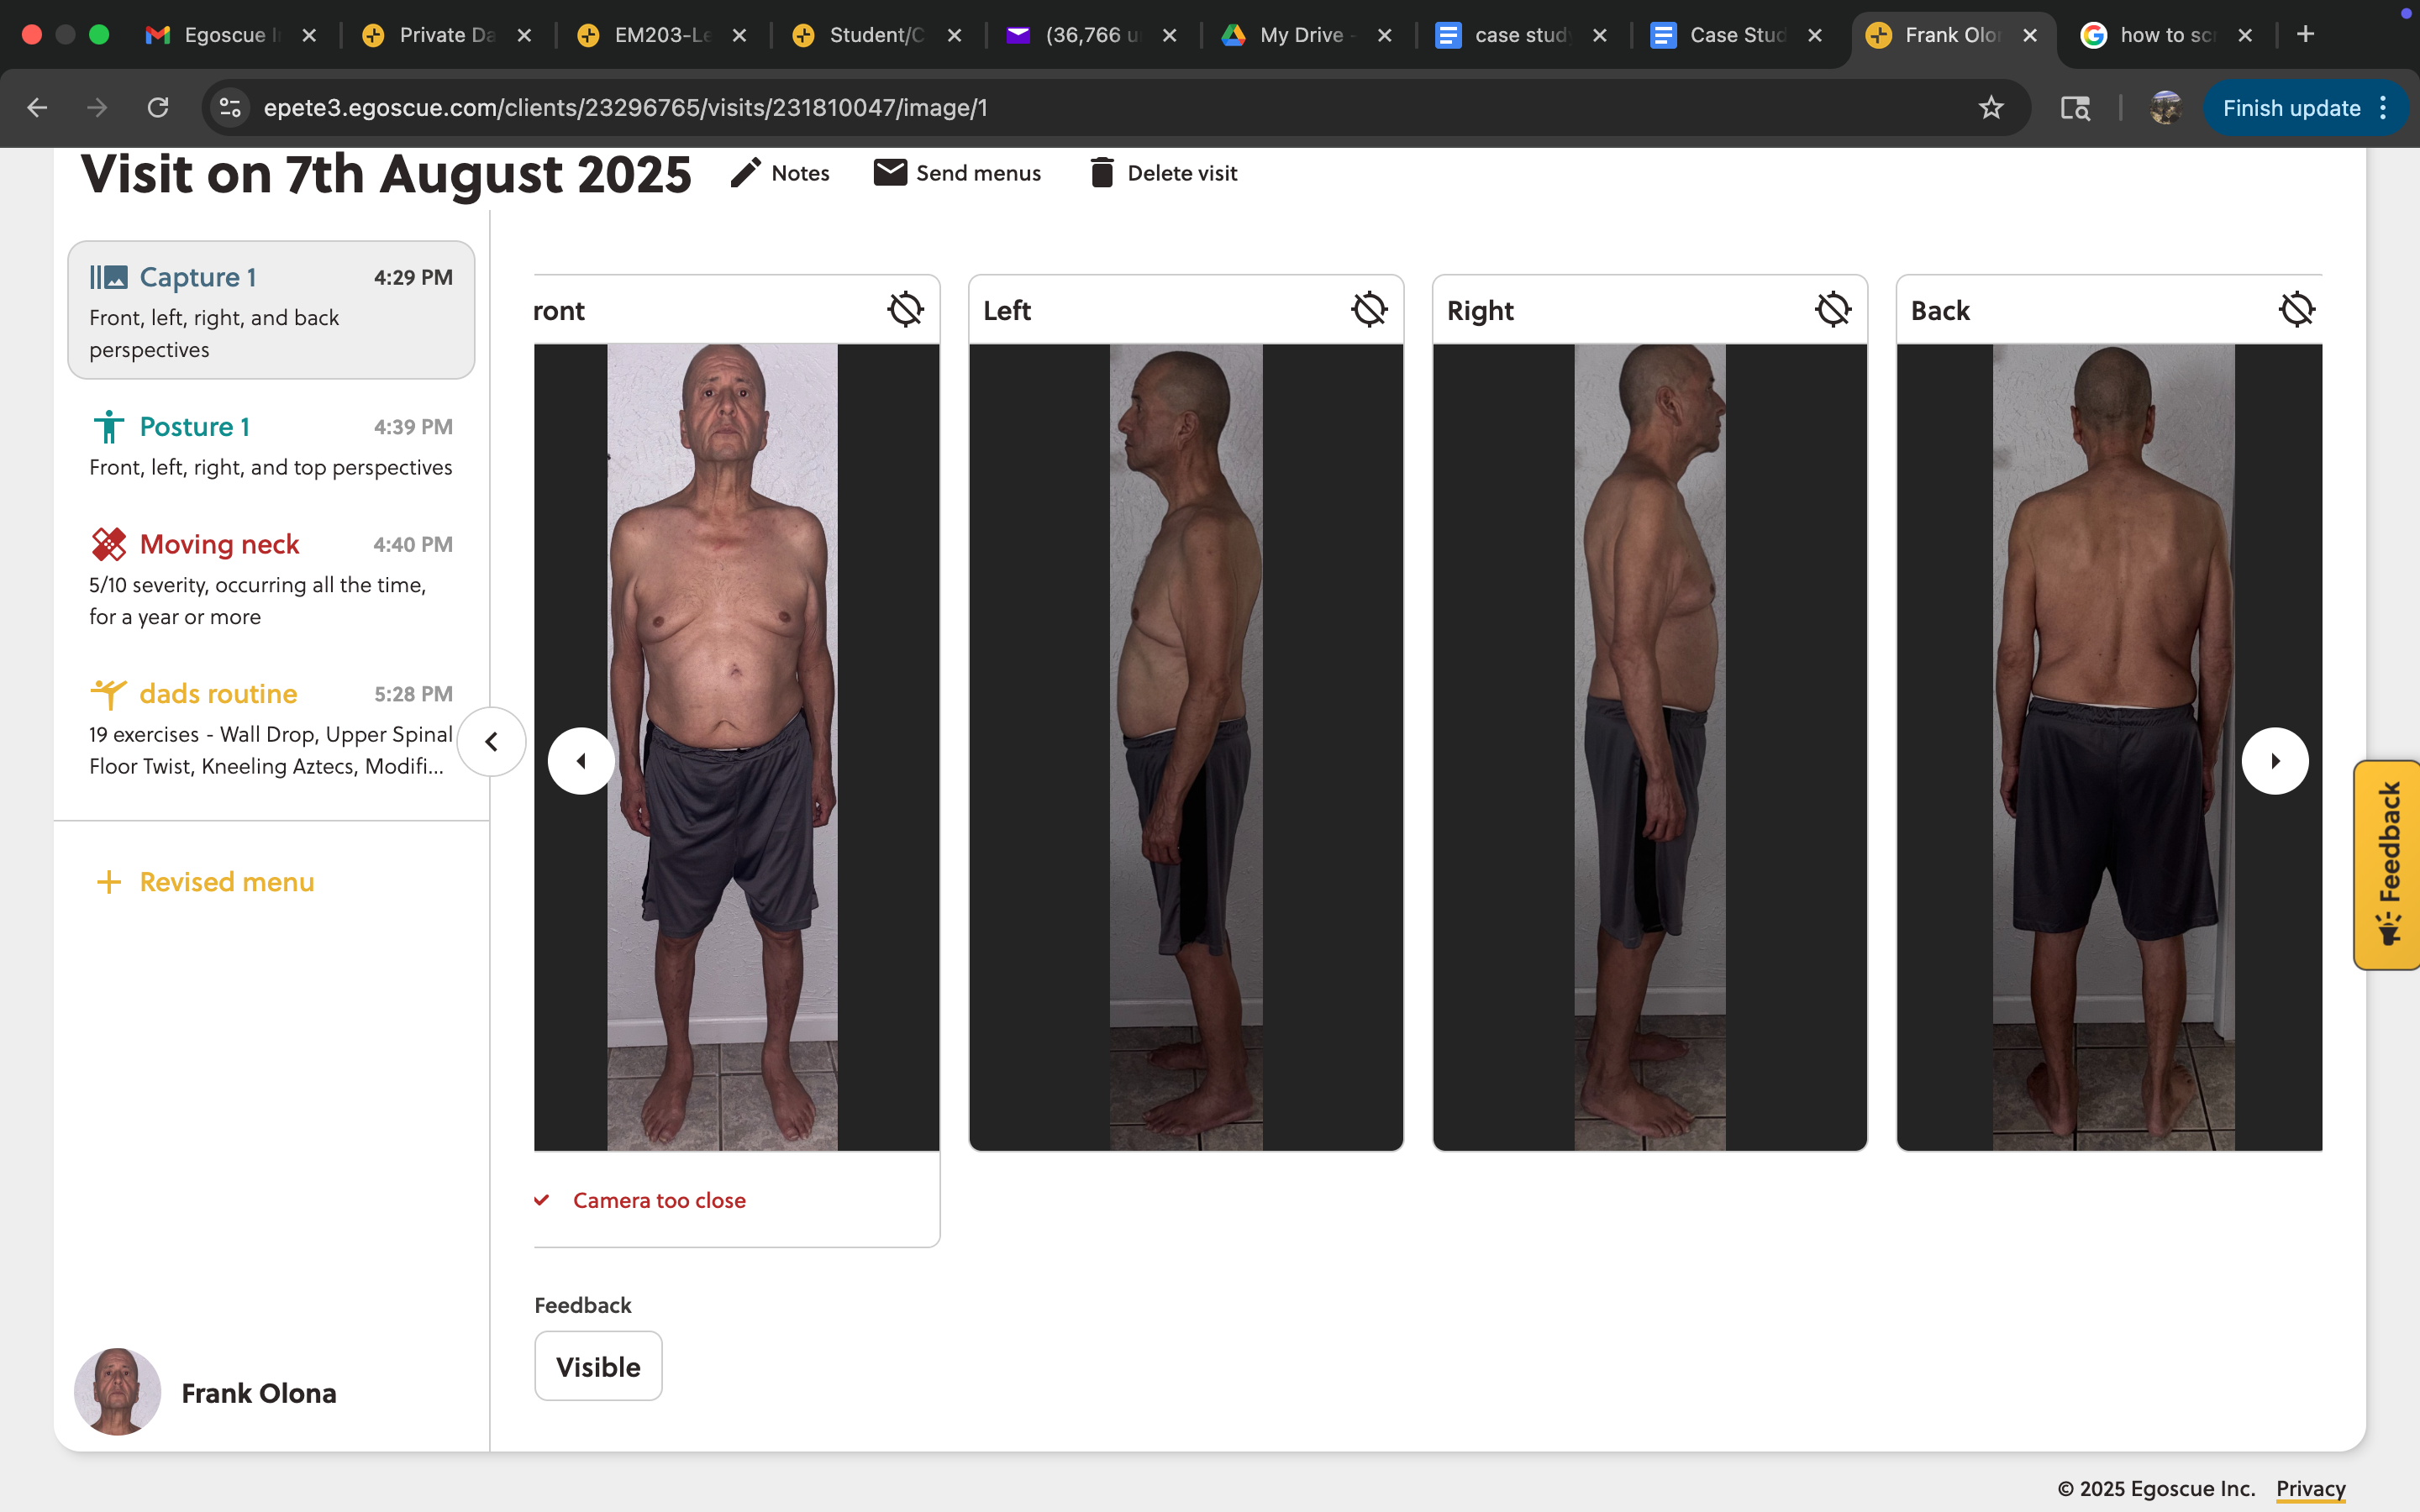 Egoscue I
Private Da
EM203-Le
Student/C
(36,766 u
My Drive -
case stud
Case Stud
Frank Olo
how to sc
epete3.egoscue.com/clients/23296765/visits/231810047/image/1
Finish update
Visit on 7th August 2025
Notes
Send menus
Delete visit
Capture 1
4:29 PM
Front, left, right, and back
perspectives
Posture 1
4:39 PM
Front, left, right, and top perspectives
Moving neck
4:40 PM
5/10 severity, occurring all the time,
for a year or more
dads routine
5:28 PM
19 exercises - Wall Drop, Upper Spinal
Floor Twist, Kneeling Aztecs, Modifi...
Revised menu
Frank Olona
ront
Left
Right
Back
Camera too close
Feedback
Visible
Feedback
© 2025 Egoscue Inc.
Privacy